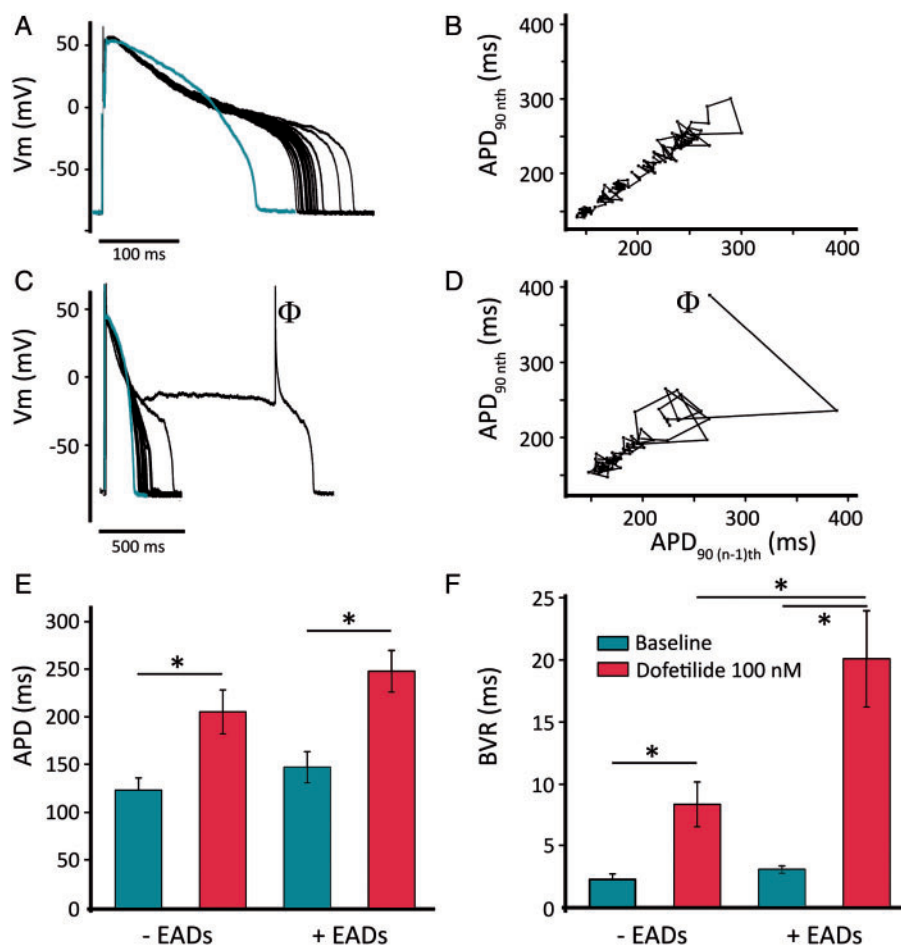 A
Vm (mV)
50
0
-50
100 ms
B
APD90 nth (ms)
400
300
200
200 300 400
C
Vm (mV)
50
0
-50
Φ
500 ms
D
APD90 nth (ms)
400
300
200
Φ
200 300 400
APD90 (n-1)th (ms)
E
APD (ms)
300
250
200
150
100
50
0
*
*
- EADs + EADs
F
BVR (ms)
25
20
15
10
5
0
*
*
*
Baseline
Dofetilide 100 nM
- EADs + EADs